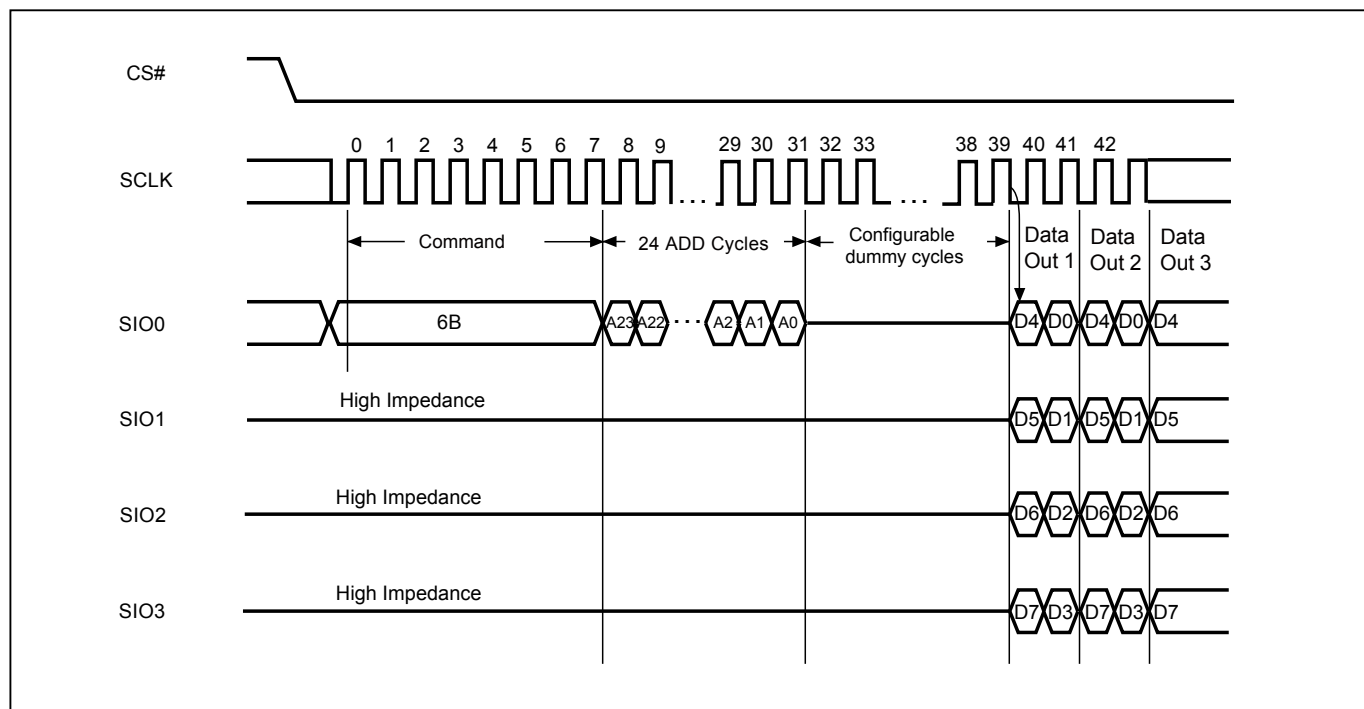 CS#
0 1 2 3 4 5 6 7 8 9 29 30 31 32 33 38 39 40 41 42
SCLK
Command
24 ADD Cycles
Configurable
dummy cycles
Data
Out 1
Data
Out 2
Data
Out 3
SIO0
6B
A23 A22 A2 A1 A0
D4 D0 D4 D0 D4
High Impedance
SIO1
D5 D1 D5 D1 D5
High Impedance
SIO2
D6 D2 D6 D2 D6
High Impedance
SIO3
D7 D3 D7 D3 D7